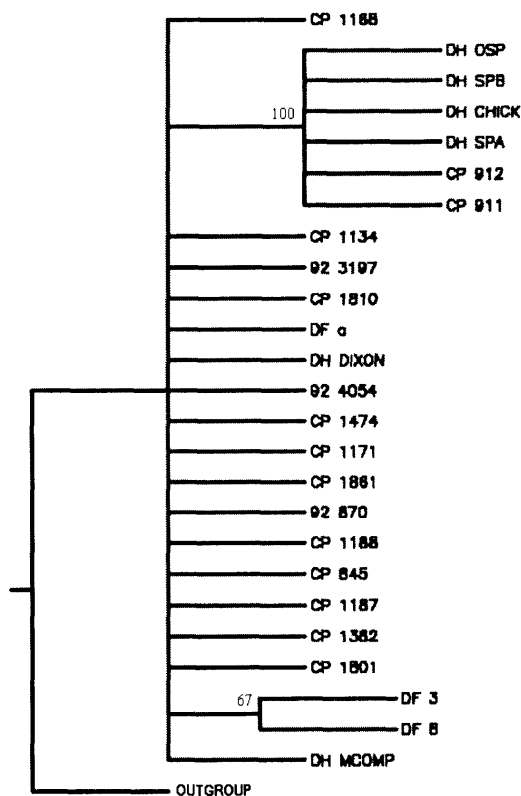 CP 1168
DH OSP
DH SPB
DH CHICK
100
DH SPA
CP 912
CP 911
CP 1134
92 3197
CP 1810
DF a
DH DIXON
92 4054
CP 1474
CP 1171
CP 1861
92 870
CP 1188
CP 845
CP 1187
CP 1382
CP 1801
67
DF 3
DF 8
DH MCOMP
OUTGROUP